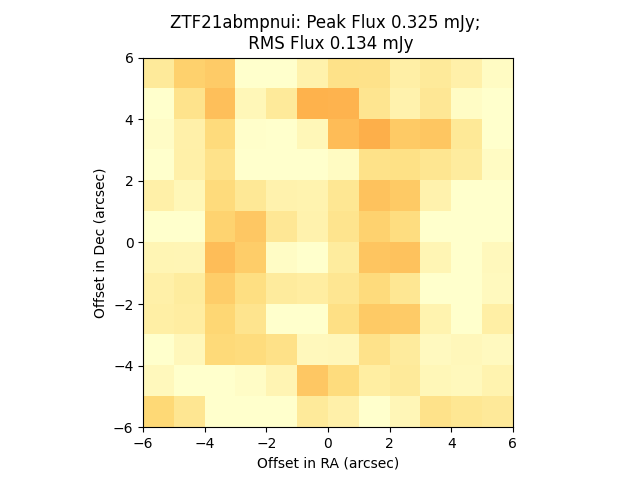 ZTF21abmpnui: Peak Flux 0.325 mJy;
RMS Flux 0.134 mJy
6
4
2
0
−2
−4
−6
Offset in Dec (arcsec)
−6 −4 −2 0 2 4 6
Offset in RA (arcsec)